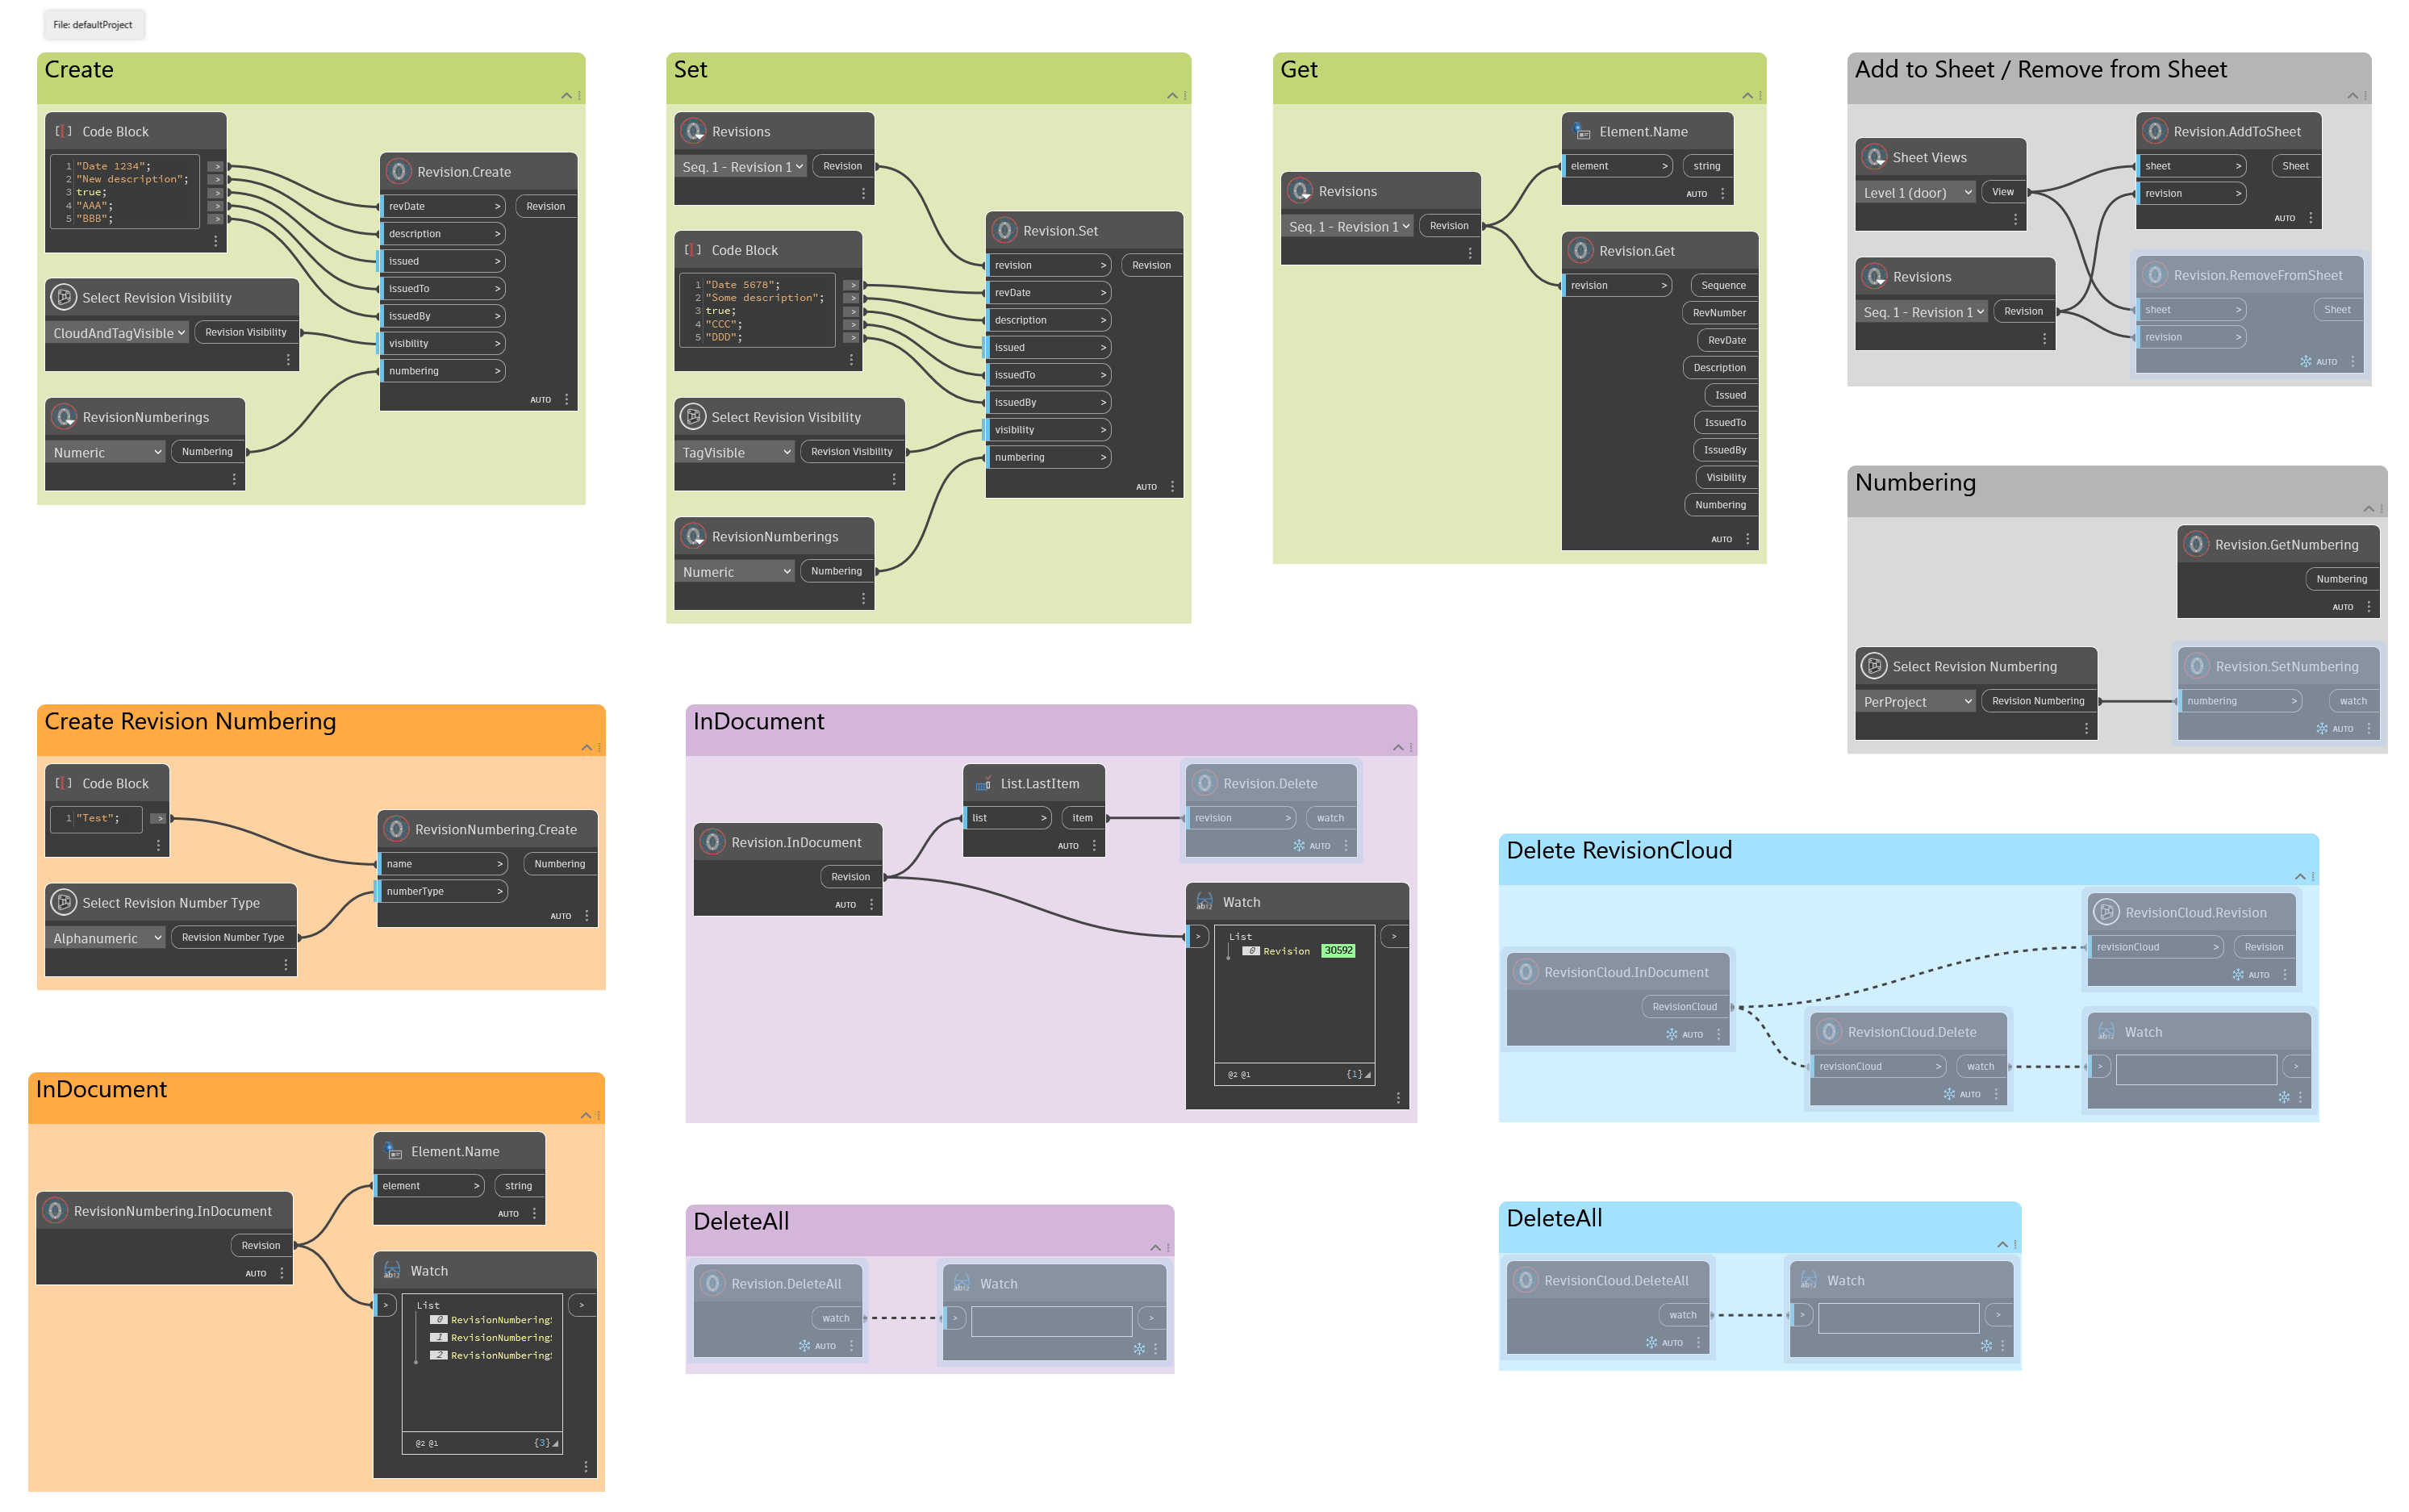 File: defaultProject
Create
Code Block
1 "Date 1234"; >
2 "New description"; >
3 true; >
4 "AAA"; >
5 "BBB"; >
Select Revision Visibility
CloudAndTagVisible Revision Visibility
RevisionNumberings
Numeric Numbering
Revision.Create
revDate > Revision
description >
issued >
issuedTo >
issuedBy >
visibility >
numbering >
AUTO
Set
Revisions
Seq. 1 - Revision 1 Revision
Code Block
1 "Date 5678"; >
2 "Some description"; >
3 true; >
4 "CCC"; >
5 "DDD"; >
Select Revision Visibility
TagVisible Revision Visibility
RevisionNumberings
Numeric Numbering
Revision.Set
revision > Revision
revDate >
description >
issued >
issuedTo >
issuedBy >
visibility >
numbering >
AUTO
Get
Revisions
Seq. 1 - Revision 1 Revision
Element.Name
element > string
AUTO
Revision.Get
revision > Sequence
RevNumber
RevDate
Description
Issued
IssuedTo
IssuedBy
Visibility
Numbering
AUTO
Add to Sheet / Remove from Sheet
Sheet Views
Level 1 (door) View
Revisions
Seq. 1 - Revision 1 Revision
Revision.AddToSheet
sheet > Sheet
revision >
AUTO
Revision.RemoveFromSheet
sheet > Sheet
revision >
AUTO
Numbering
Revision.GetNumbering
Numbering
AUTO
Select Revision Numbering
PerProject Revision Numbering
Revision.SetNumbering
numbering > watch
AUTO
Create Revision Numbering
Code Block
1 "Test"; >
Select Revision Number Type
Alphanumeric Revision Number Type
RevisionNumbering.Create
name > Numbering
numberType >
AUTO
InDocument
Revision.InDocument
Revision
AUTO
List.LastItem
list > item
AUTO
Revision.Delete
revision > watch
AUTO
Watch
> >
List
0 Revision 30592
@2 @1 {1}
Delete RevisionCloud
RevisionCloud.InDocument
RevisionCloud
AUTO
RevisionCloud.Revision
revisionCloud > Revision
AUTO
RevisionCloud.Delete
revisionCloud > watch
AUTO
Watch
> >
InDocument
RevisionNumbering.InDocument
Revision
AUTO
Element.Name
element > string
AUTO
Watch
> >
List
0 RevisionNumbering
1 RevisionNumbering
2 RevisionNumbering
@2 @1 {3}
DeleteAll
Revision.DeleteAll
watch
AUTO
Watch
> >
DeleteAll
RevisionCloud.DeleteAll
watch
AUTO
Watch
> >